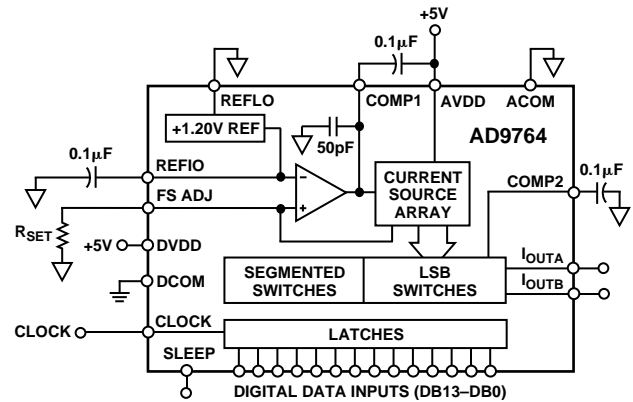 +5V
0.1µF
REFLO
COMP1
AVDD
ACOM
+1.20V REF
50pF
AD9764
0.1µF
REFIO
–
+
CURRENT
SOURCE
ARRAY
COMP2
0.1µF
FS ADJ
RSET
+5V
DVDD
DCOM
SEGMENTED
SWITCHES
LSB
SWITCHES
IOUTA
IOUTB
CLOCK
CLOCK
LATCHES
SLEEP
DIGITAL DATA INPUTS (DB13–DB0)